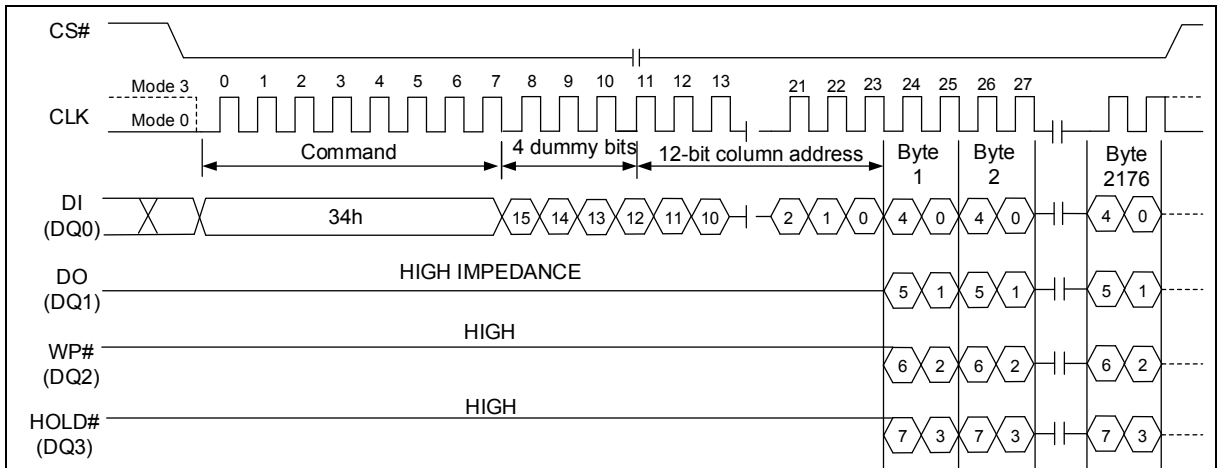 CS#
Mode 3
0 1 2 3 4 5 6 7 8 9 10 11 12 13 21 22 23 24 25 26 27
CLK
Mode 0
Command
4 dummy bits
12-bit column address
Byte 1
Byte 2
Byte 2176
DI
(DQ0)
34h
15 14 13 12 11 10 2 1 0 4 0 4 0 4 0
DO
(DQ1)
HIGH IMPEDANCE
5 1 5 1 5 1
WP#
(DQ2)
HIGH
6 2 6 2 6 2
HOLD#
(DQ3)
HIGH
7 3 7 3 7 3